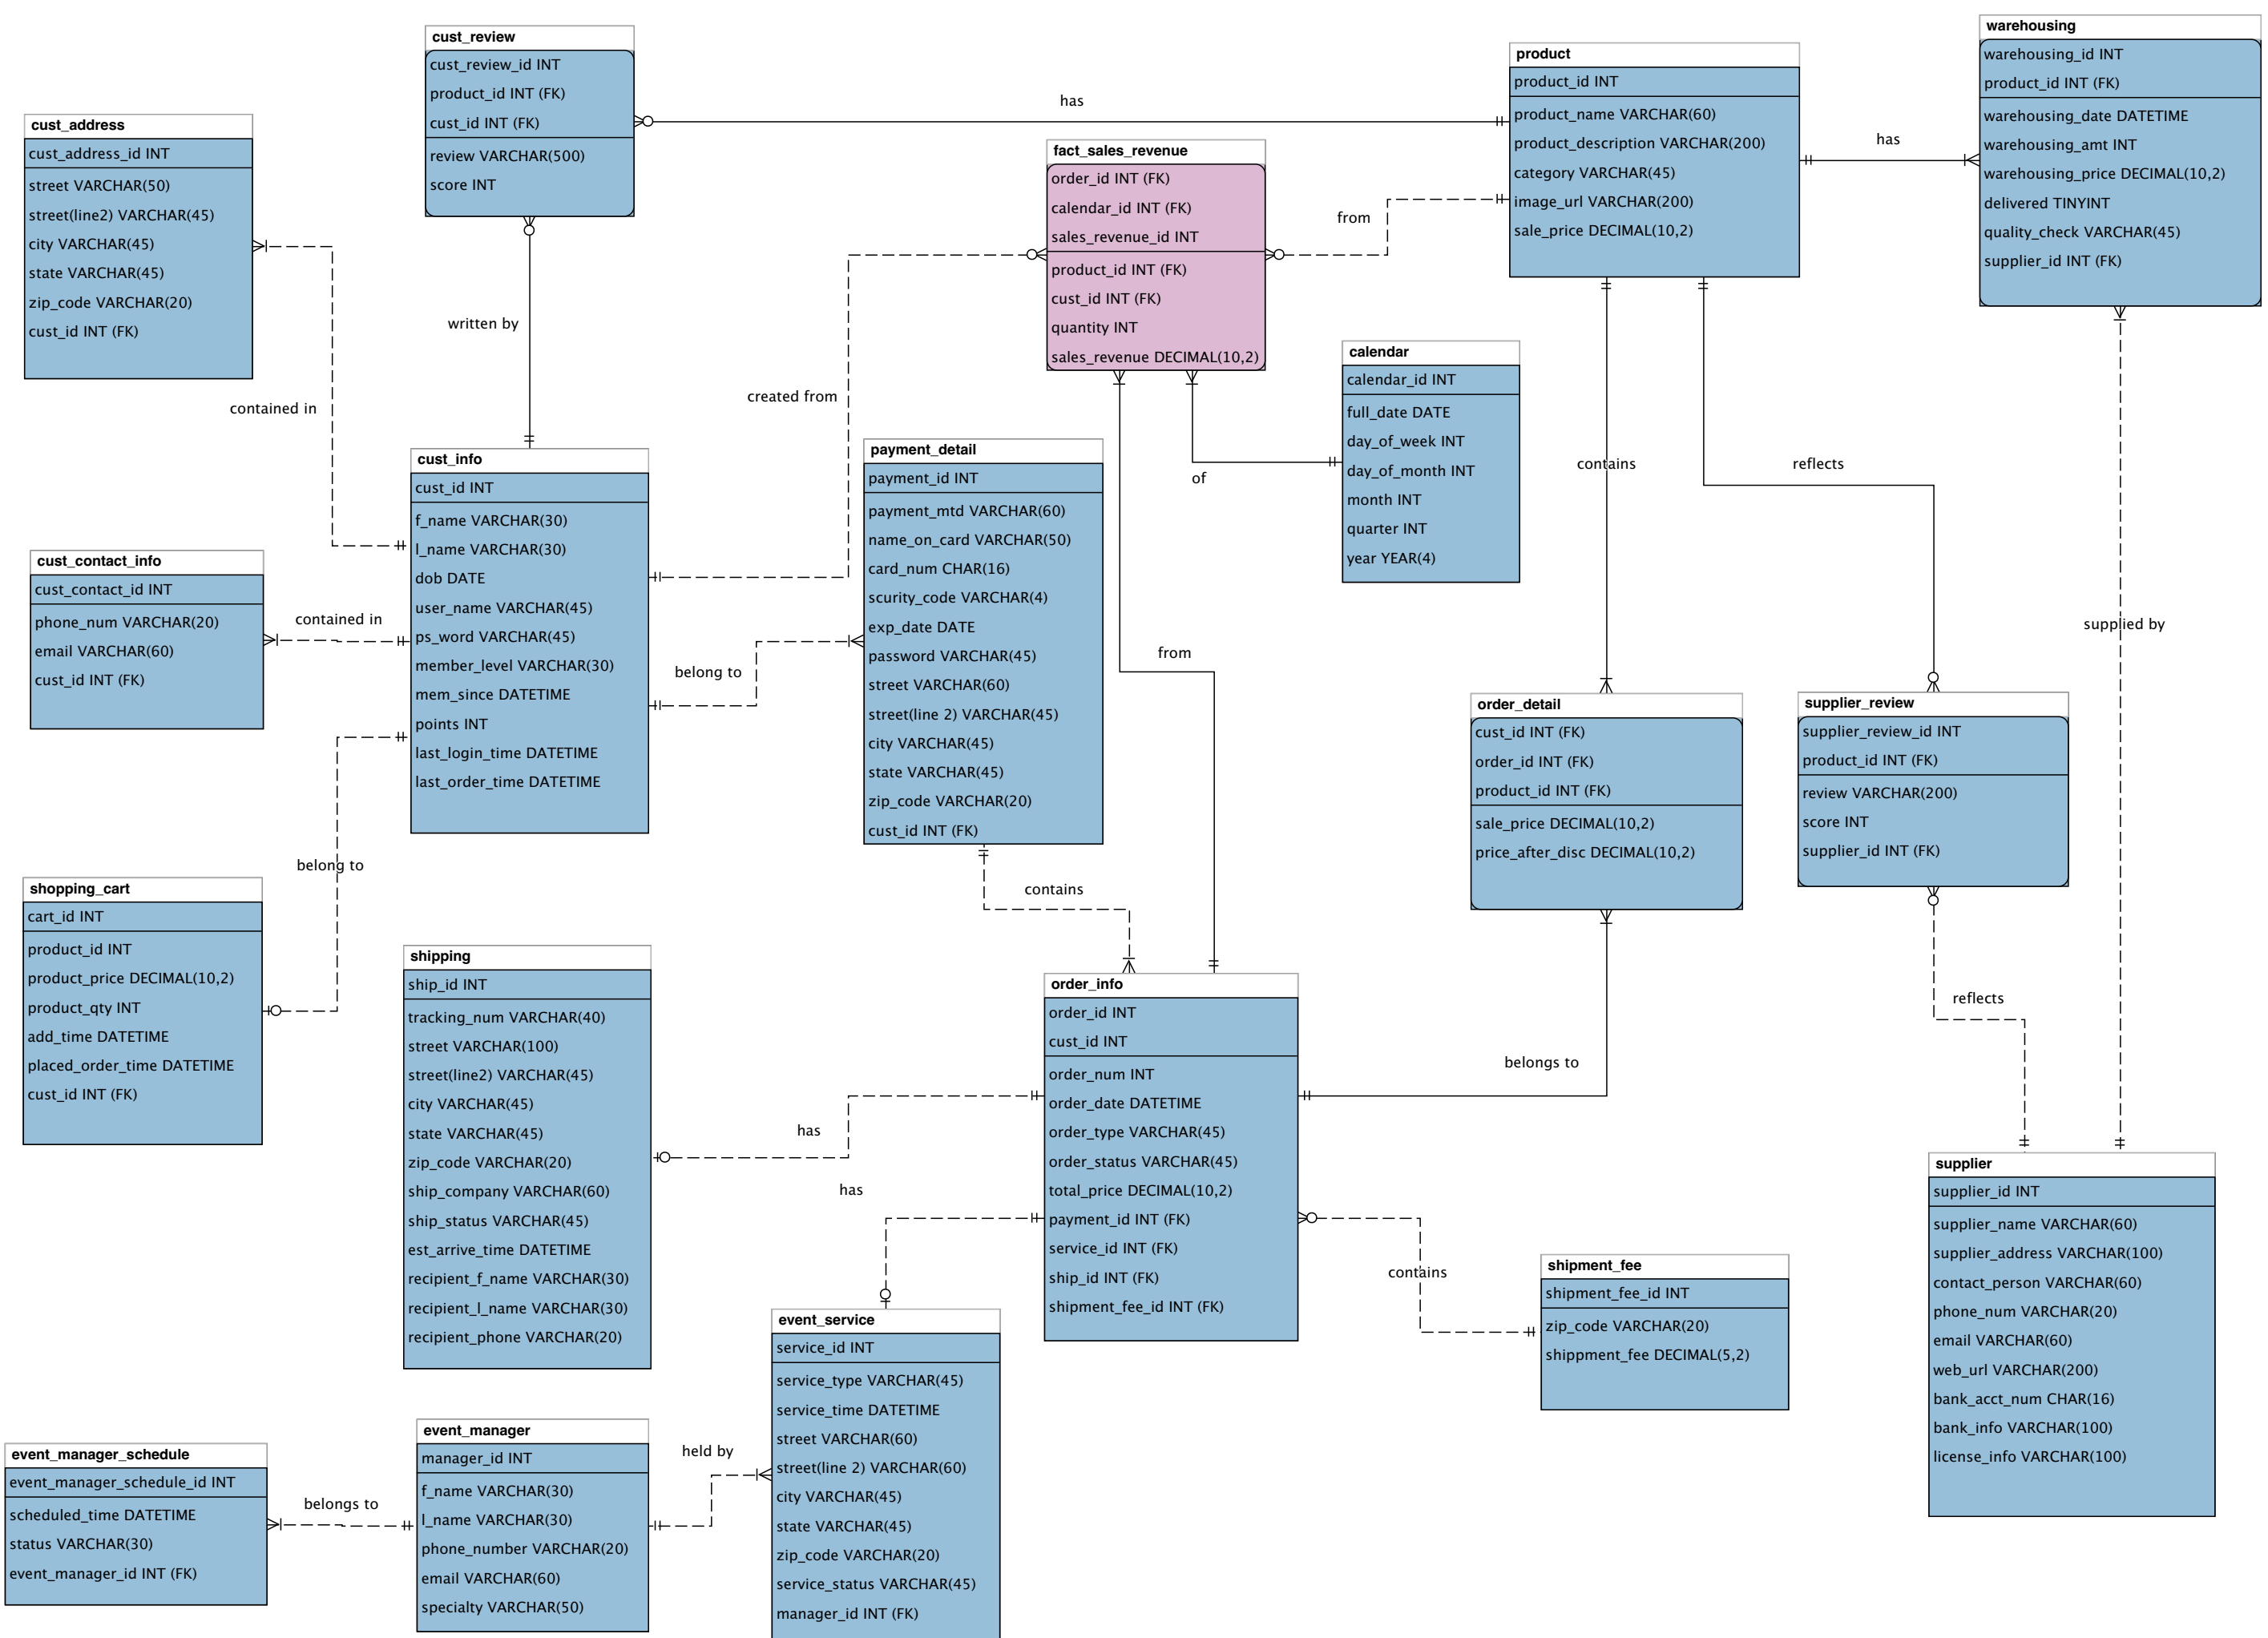 cust_review
cust_review_id INT
product_id INT (FK)
cust_id INT (FK)
review VARCHAR(500)
score INT
has
product
product_id INT
product_name VARCHAR(60)
product_description VARCHAR(200)
category VARCHAR(45)
image_url VARCHAR(200)
sale_price DECIMAL(10,2)
has
warehousing
warehousing_id INT
product_id INT (FK)
warehousing_date DATETIME
warehousing_amt INT
warehousing_price DECIMAL(10,2)
delivered TINYINT
quality_check VARCHAR(45)
supplier_id INT (FK)
cust_address
cust_address_id INT
street VARCHAR(50)
street(line2) VARCHAR(45)
city VARCHAR(45)
state VARCHAR(45)
zip_code VARCHAR(20)
cust_id INT (FK)
contained in
written by
fact_sales_revenue
order_id INT (FK)
calendar_id INT (FK)
sales_revenue_id INT
product_id INT (FK)
cust_id INT (FK)
quantity INT
sales_revenue DECIMAL(10,2)
from
created from
of
calendar
calendar_id INT
full_date DATE
day_of_week INT
day_of_month INT
month INT
quarter INT
year YEAR(4)
contains
reflects
supplied by
cust_info
cust_id INT
f_name VARCHAR(30)
l_name VARCHAR(30)
dob DATE
user_name VARCHAR(45)
ps_word VARCHAR(45)
member_level VARCHAR(30)
mem_since DATETIME
points INT
last_login_time DATETIME
last_order_time DATETIME
cust_contact_info
cust_contact_id INT
phone_num VARCHAR(20)
email VARCHAR(60)
cust_id INT (FK)
contained in
belong to
payment_detail
payment_id INT
payment_mtd VARCHAR(60)
name_on_card VARCHAR(50)
card_num CHAR(16)
scurity_code VARCHAR(4)
exp_date DATE
password VARCHAR(45)
street VARCHAR(60)
street(line 2) VARCHAR(45)
city VARCHAR(45)
state VARCHAR(45)
zip_code VARCHAR(20)
cust_id INT (FK)
from
contains
order_detail
cust_id INT (FK)
order_id INT (FK)
product_id INT (FK)
sale_price DECIMAL(10,2)
price_after_disc DECIMAL(10,2)
supplier_review
supplier_review_id INT
product_id INT (FK)
review VARCHAR(200)
score INT
supplier_id INT (FK)
belong to
shopping_cart
cart_id INT
product_id INT
product_price DECIMAL(10,2)
product_qty INT
add_time DATETIME
placed_order_time DATETIME
cust_id INT (FK)
shipping
ship_id INT
tracking_num VARCHAR(40)
street VARCHAR(100)
street(line2) VARCHAR(45)
city VARCHAR(45)
state VARCHAR(45)
zip_code VARCHAR(20)
ship_company VARCHAR(60)
ship_status VARCHAR(45)
est_arrive_time DATETIME
recipient_f_name VARCHAR(30)
recipient_l_name VARCHAR(30)
recipient_phone VARCHAR(20)
has
has
order_info
order_id INT
cust_id INT
order_num INT
order_date DATETIME
order_type VARCHAR(45)
order_status VARCHAR(45)
total_price DECIMAL(10,2)
payment_id INT (FK)
service_id INT (FK)
ship_id INT (FK)
shipment_fee_id INT (FK)
belongs to
reflects
contains
shipment_fee
shipment_fee_id INT
zip_code VARCHAR(20)
shippment_fee DECIMAL(5,2)
supplier
supplier_id INT
supplier_name VARCHAR(60)
supplier_address VARCHAR(100)
contact_person VARCHAR(60)
phone_num VARCHAR(20)
email VARCHAR(60)
web_url VARCHAR(200)
bank_acct_num CHAR(16)
bank_info VARCHAR(100)
license_info VARCHAR(100)
event_service
service_id INT
service_type VARCHAR(45)
service_time DATETIME
street VARCHAR(60)
street(line 2) VARCHAR(60)
city VARCHAR(45)
state VARCHAR(45)
zip_code VARCHAR(20)
service_status VARCHAR(45)
manager_id INT (FK)
held by
event_manager
manager_id INT
f_name VARCHAR(30)
l_name VARCHAR(30)
phone_number VARCHAR(20)
email VARCHAR(60)
specialty VARCHAR(50)
belongs to
event_manager_schedule
event_manager_schedule_id INT
scheduled_time DATETIME
status VARCHAR(30)
event_manager_id INT (FK)